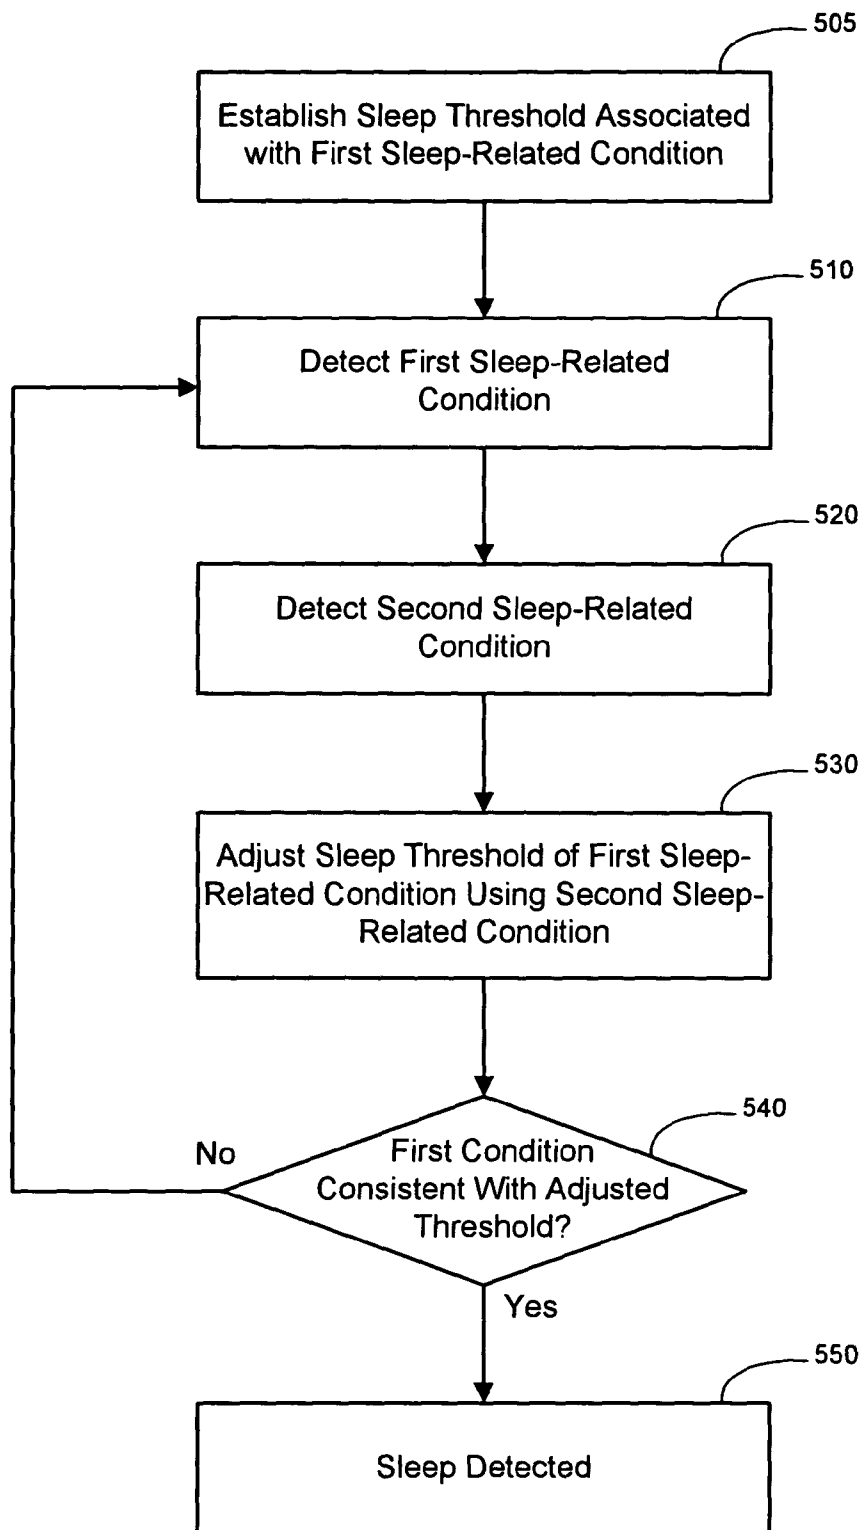 505
Establish Sleep Threshold Associated
with First Sleep-Related Condition
510
Detect First Sleep-Related
Condition
520
Detect Second Sleep-Related
Condition
530
Adjust Sleep Threshold of First Sleep-
Related Condition Using Second Sleep-
Related Condition
540
No
First Condition
Consistent With Adjusted
Threshold?
Yes
550
Sleep Detected